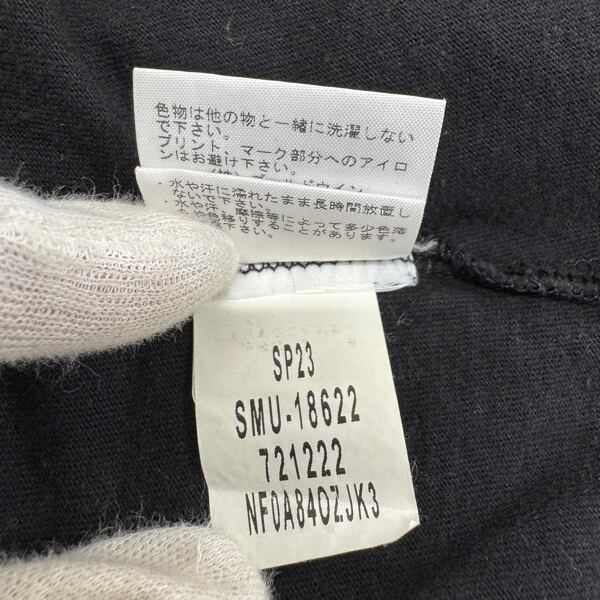 色物は他の物と一緒に洗濯しない
で下さい。
プリント、マーク部分へのアイロ
ンはお避け下さい。
・水や汗に濡れたまま長時間放置し
ないで下さい。
・水や汗、摩擦等によって多少色落
や色移りすることがあります。
下さい。
SP23
SMU-18622
721222
NF0A84OZJK3